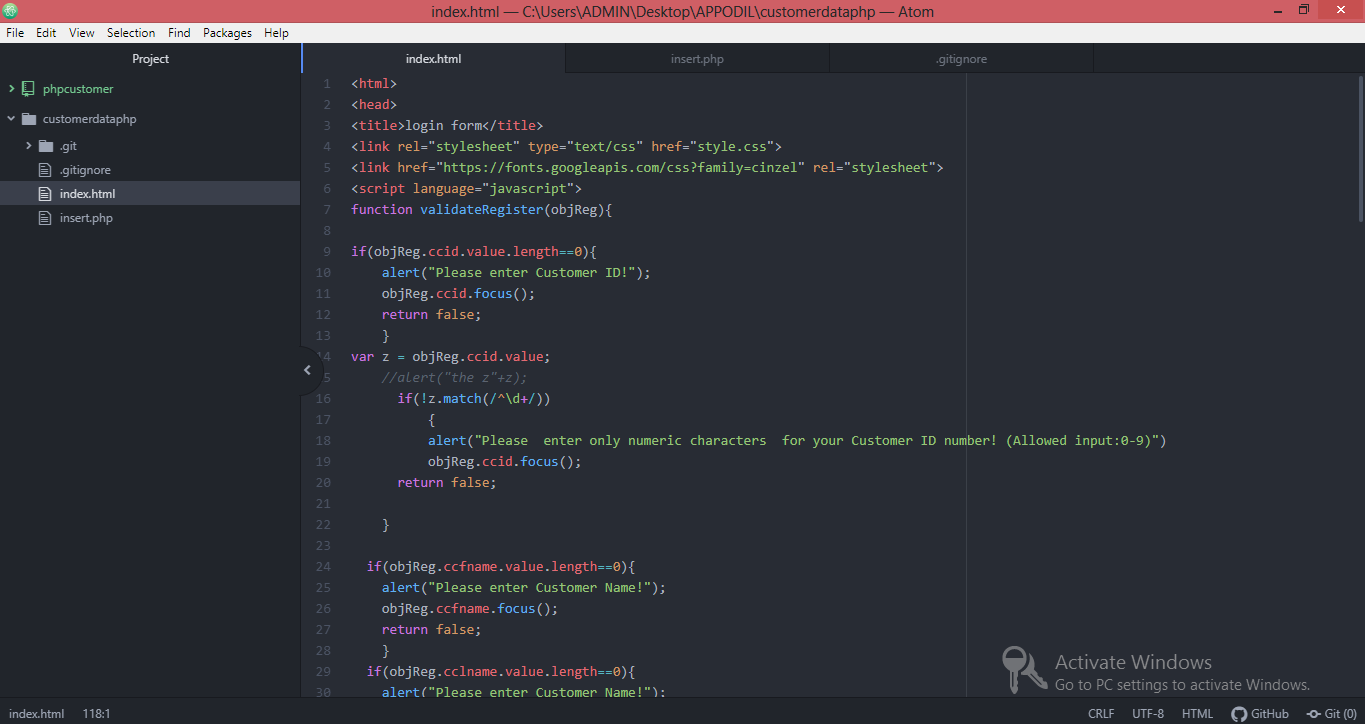 index.html — C:\Users\ADMIN\Desktop\APPODIL\customerdataphp — Atom
File Edit View Selection Find Packages Help
Project
phpcustomer
customerdataphp
.git
.gitignore
index.html
insert.php
index.html insert.php .gitignore
1 <html>
2 <head>
3 <title>login form</title>
4 <link rel="stylesheet" type="text/css" href="style.css">
5 <link href="https://fonts.googleapis.com/css?family=cinzel" rel="stylesheet">
6 <script language="javascript">
7 function validateRegister(objReg){
8
9 if(objReg.ccid.value.length==0){
10     alert("Please enter Customer ID!");
11     objReg.ccid.focus();
12     return false;
13     }
14 var z = objReg.ccid.value;
5     //alert("the z"+z);
16       if(!z.match(/^\d+/))
17           {
18           alert("Please  enter only numeric characters  for your Customer ID number! (Allowed input:0-9)")
19           objReg.ccid.focus();
20       return false;
21
22     }
23
24   if(objReg.ccfname.value.length==0){
25     alert("Please enter Customer Name!");
26     objReg.ccfname.focus();
27     return false;
28     }
29   if(objReg.cclname.value.length==0){
30     alert("Please enter Customer Name!");
Activate Windows
Go to PC settings to activate Windows.
index.html 118:1 CRLF UTF-8 HTML GitHub Git (0)